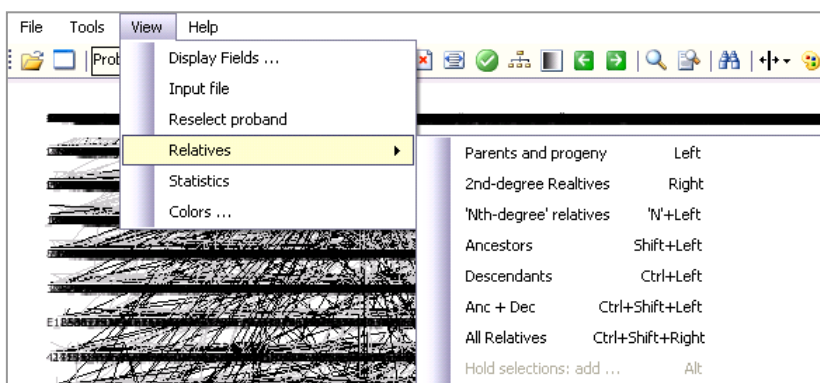 File Tools View Help
Prob
Display Fields ...
Input file
Reselect proband
Relatives
Statistics
Colors ...
Parents and progeny Left
2nd-degree Realtives Right
'Nth-degree' relatives 'N'+Left
Ancestors Shift+Left
Descendants Ctrl+Left
Anc + Dec Ctrl+Shift+Left
All Relatives Ctrl+Shift+Right
Hold selections: add ... Alt